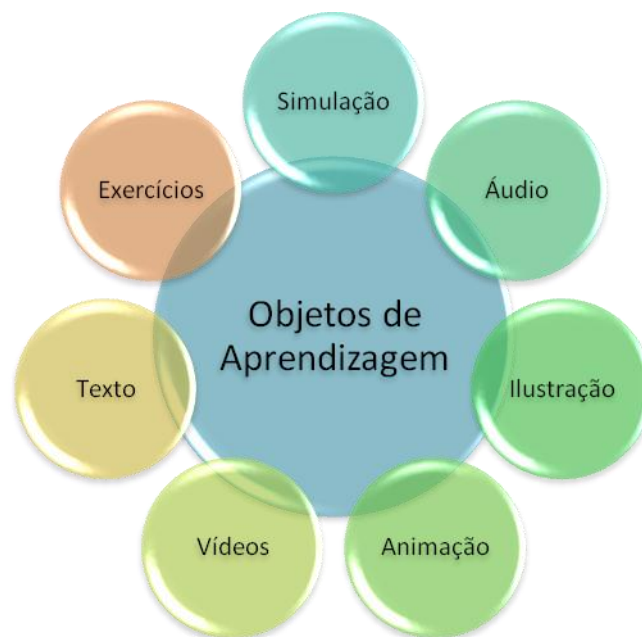 Simulação
Exercícios
Áudio
Objetos de
Aprendizagem
Texto
Ilustração
Vídeos
Animação